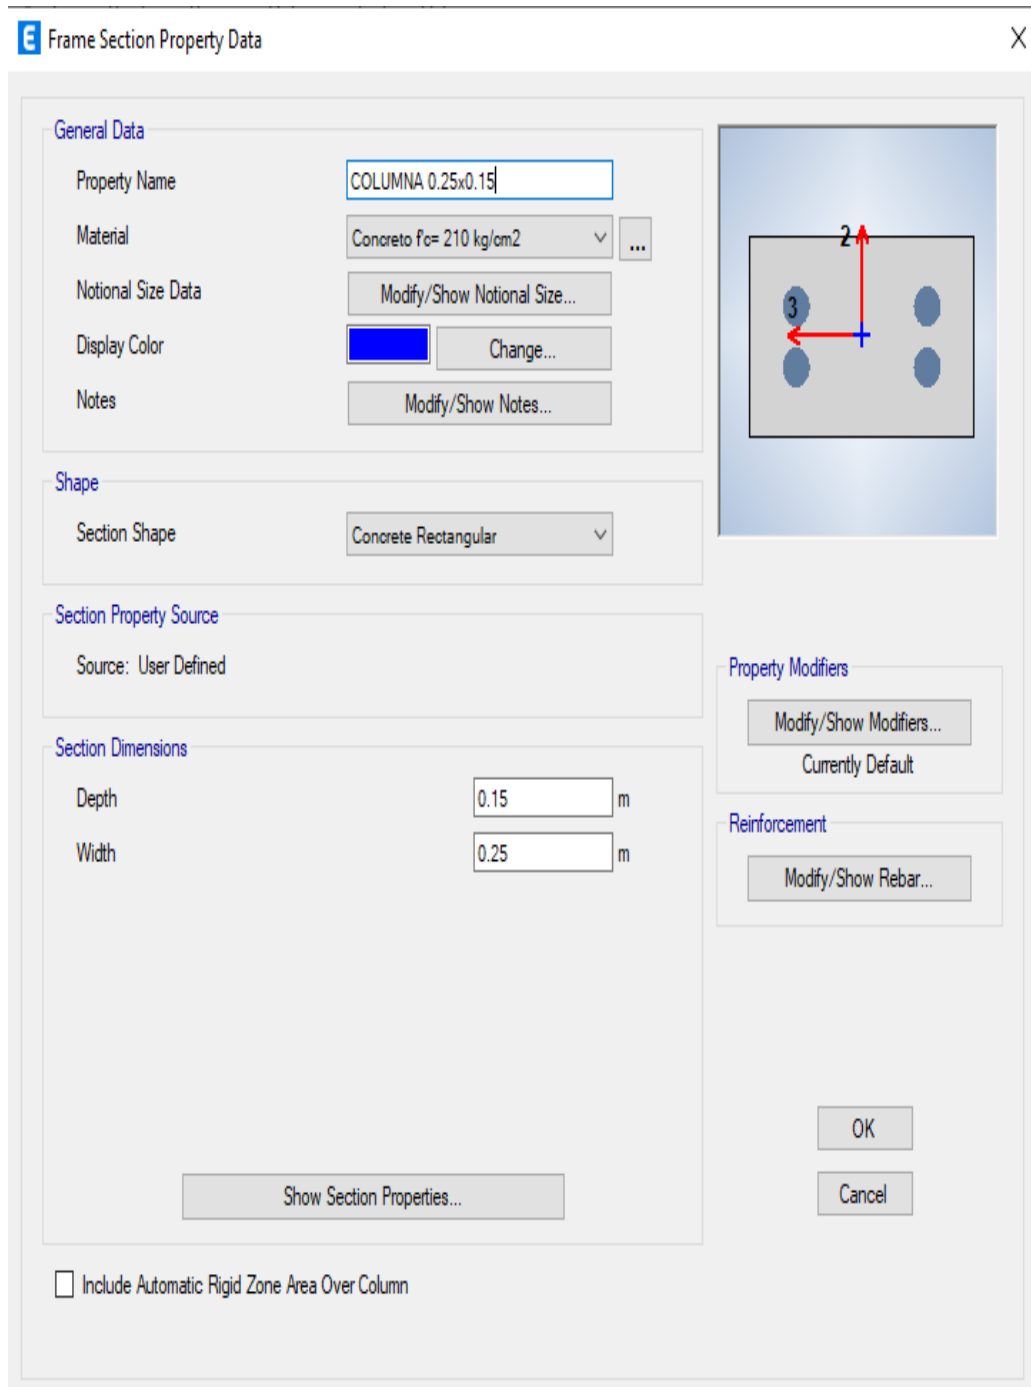 E Frame Section Property Data X
General Data
Property Name COLUMNA 0.25x0.15
Material Concreto f'c= 210 kg/cm2 ...
Notional Size Data Modify/Show Notional Size...
Display Color Change...
Notes Modify/Show Notes...
2
3
Shape
Section Shape Concrete Rectangular
Section Property Source
Source: User Defined
Property Modifiers
Modify/Show Modifiers...
Currently Default
Section Dimensions
Depth 0.15 m
Width 0.25 m
Reinforcement
Modify/Show Rebar...
OK
Cancel
Show Section Properties...
Include Automatic Rigid Zone Area Over Column